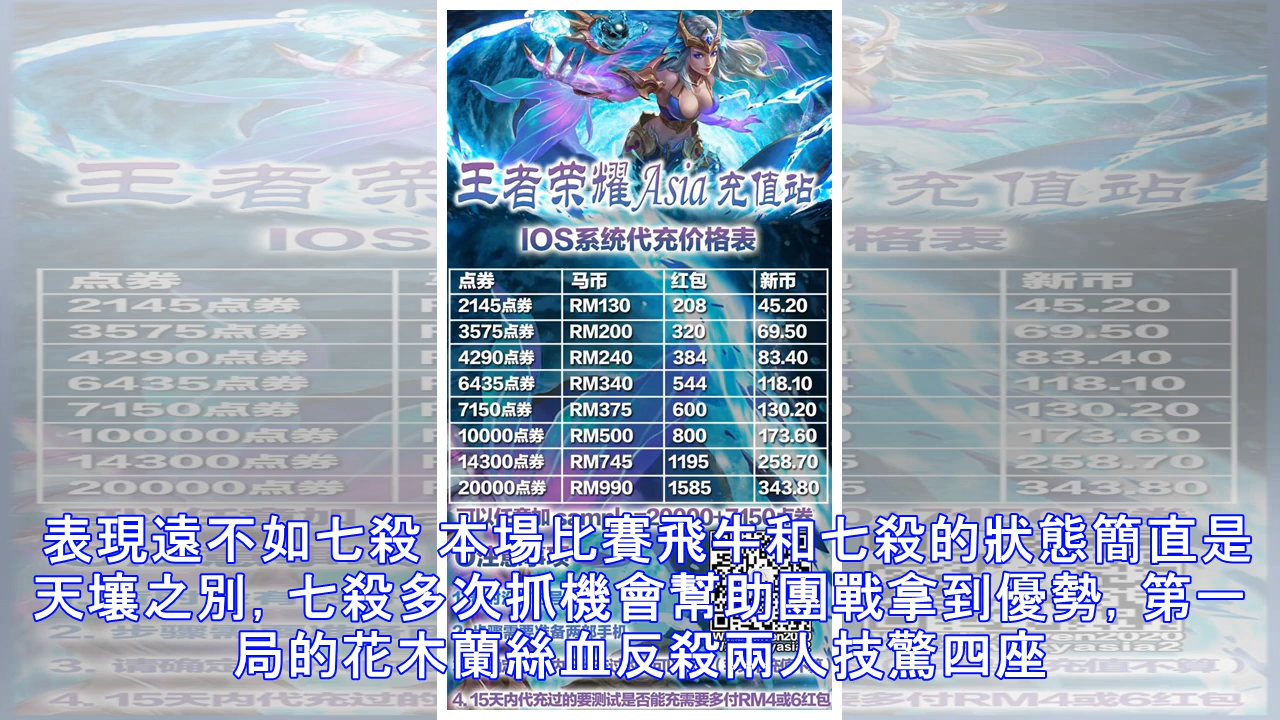 王者荣耀 Asia 充值站
IOS系统代充价格表
点券 马币 红包 新币
2145点券 RM130 208 45.20
3575点券 RM200 320 69.50
4290点券 RM240 384 83.40
6435点券 RM340 544 118.10
7150点券 RM375 600 130.20
10000点券 RM500 800 173.60
14300点券 RM745 1195 258.70
20000点券 RM990 1585 343.80
表現遠不如七殺 本場比賽飛牛和七殺的狀態簡直是
天壤之別, 七殺多次抓機會幫助團戰拿到優勢, 第一
局的花木蘭絲血反殺兩人技驚四座
4. 15天内代充过的要测试是否能充需要多付RM4或6红包